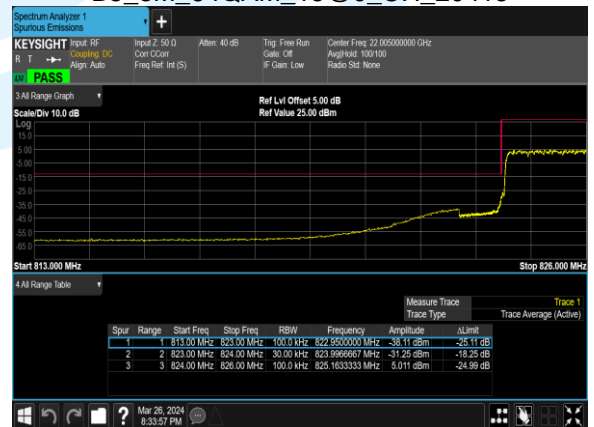 Spectrum Analyzer 1
Spurious Emissions
KEYSIGHT Input: RF Input Z: 50 Ω Atten: 40 dB Trig: Free Run Center Freq: 22.005000000 GHz
R T Coupling: DC Corr CCorr Gate: Off Avg|Hold: 100/100
Align: Auto Freq Ref: Int (S) IF Gain: Low Radio Std: None
LV PASS
3 All Range Graph
Ref Lvl Offset 5.00 dB
Scale/Div 10.0 dB Ref Value 25.00 dBm
Log
15.0
5.00
-5.00
-15.0
-25.0
-35.0
-45.0
-55.0
-65.0
Start 813.000 MHz Stop 826.000 MHz
4 All Range Table
Measure Trace Trace 1
Trace Type Trace Average (Active)
Spur Range Start Freq Stop Freq RBW Frequency Amplitude ΔLimit
1 1 813.00 MHz 823.00 MHz 100.0 kHz 822.9500000 MHz -38.11 dBm -25.11 dB
2 2 823.00 MHz 824.00 MHz 30.00 kHz 823.9966667 MHz -31.25 dBm -18.25 dB
3 3 824.00 MHz 826.00 MHz 100.0 kHz 825.1633333 MHz 5.011 dBm -24.99 dB
? Mar 26, 2024
8:33:57 PM